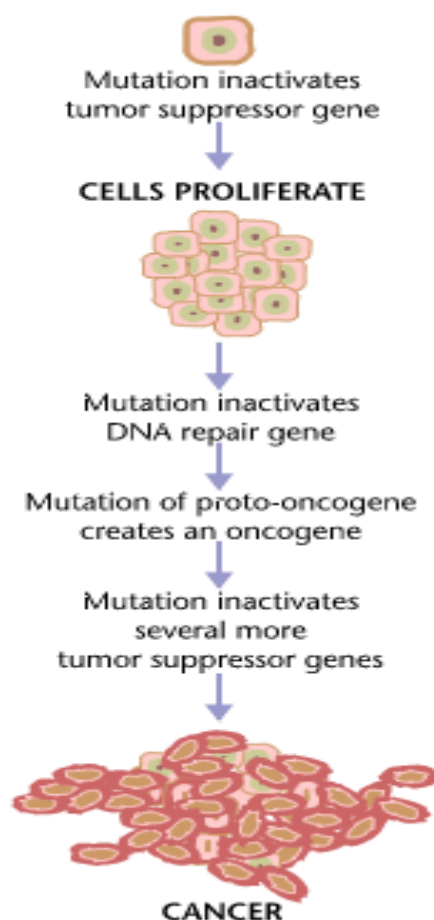 Mutation inactivates
tumor suppressor gene
CELLS PROLIFERATE
Mutation inactivates
DNA repair gene
Mutation of proto-oncogene
creates an oncogene
Mutation inactivates
several more
tumor suppressor genes
CANCER